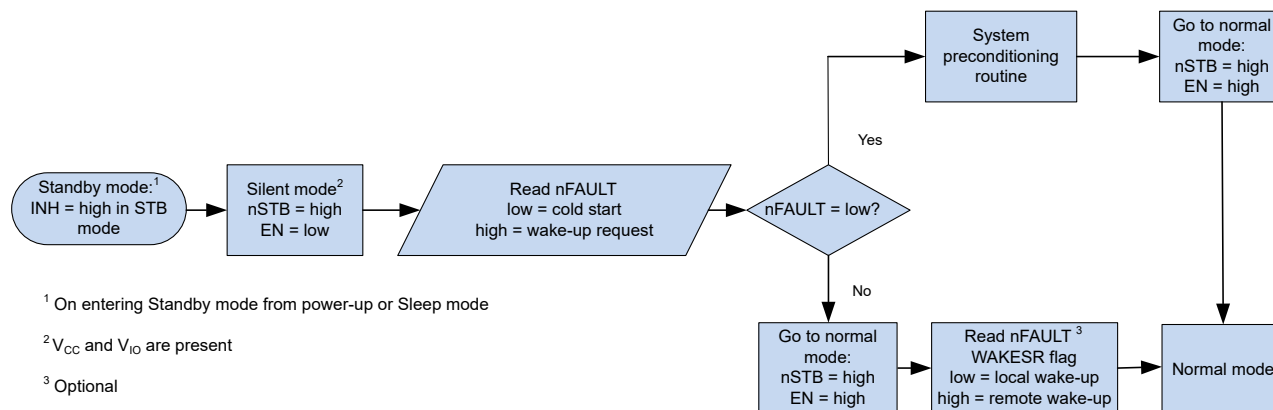 Standby mode:1
INH = high in STB
mode
Silent mode2
nSTB = high
EN = low
Read nFAULT
low = cold start
high = wake-up request
nFAULT = low?
Yes
System
preconditioning
routine
Go to normal
mode:
nSTB = high
EN = high
No
Go to normal
mode:
nSTB = high
EN = high
Read nFAULT 3
WAKESR flag
low = local wake-up
high = remote wake-up
Normal mode
1 On entering Standby mode from power-up or Sleep mode
2 VCC and VIO are present
3 Optional